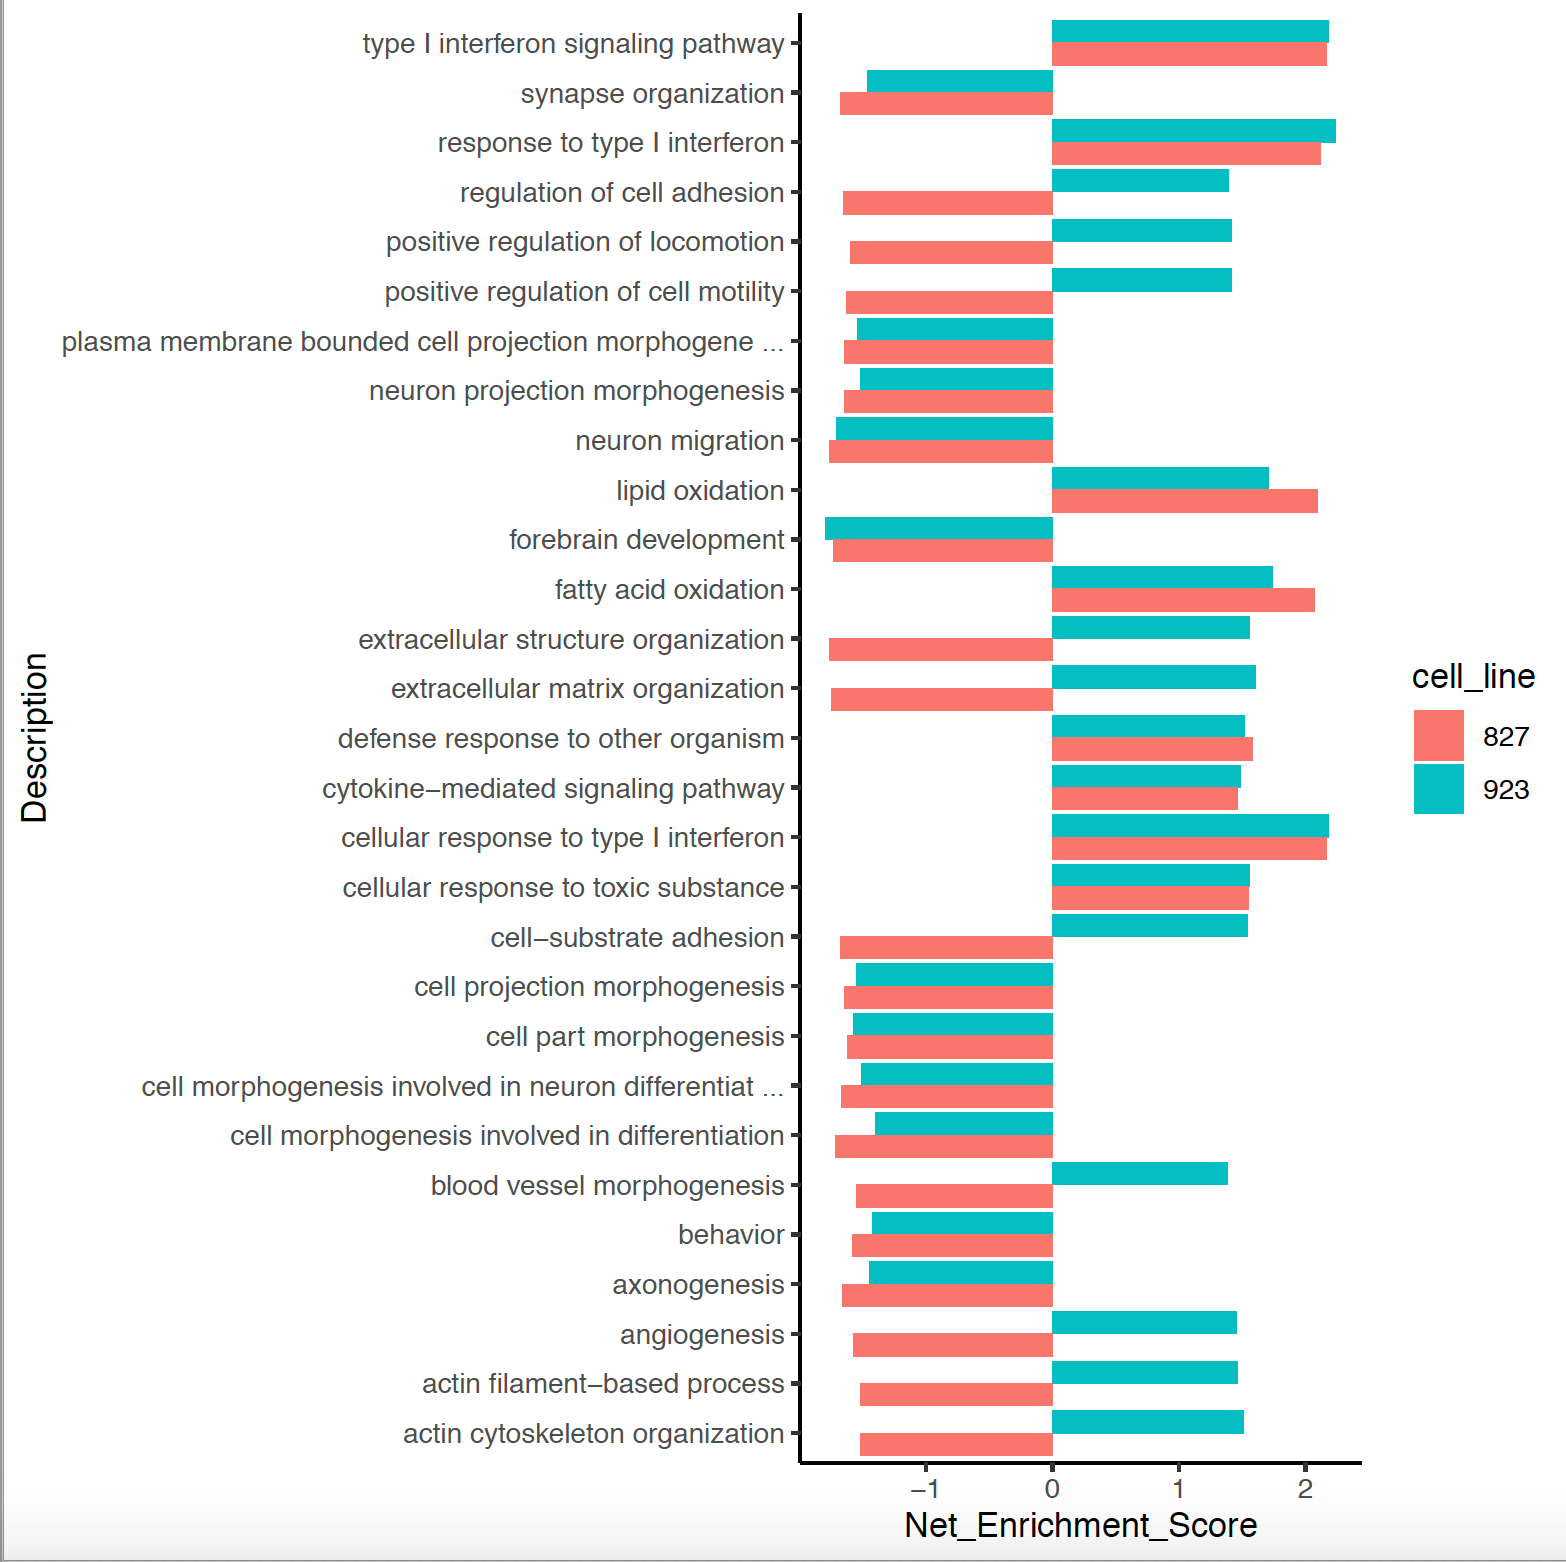 type I interferon signaling pathway
synapse organization
response to type I interferon
regulation of cell adhesion
positive regulation of locomotion
positive regulation of cell motility
plasma membrane bounded cell projection morphogene ...
neuron projection morphogenesis
neuron migration
lipid oxidation
forebrain development
fatty acid oxidation
extracellular structure organization
extracellular matrix organization
defense response to other organism
cytokine−mediated signaling pathway
cellular response to type I interferon
cellular response to toxic substance
cell−substrate adhesion
cell projection morphogenesis
cell part morphogenesis
cell morphogenesis involved in neuron differentiat ...
cell morphogenesis involved in differentiation
blood vessel morphogenesis
behavior
axonogenesis
angiogenesis
actin filament−based process
actin cytoskeleton organization
Description
−1 0 1 2
Net_Enrichment_Score
cell_line
827
923